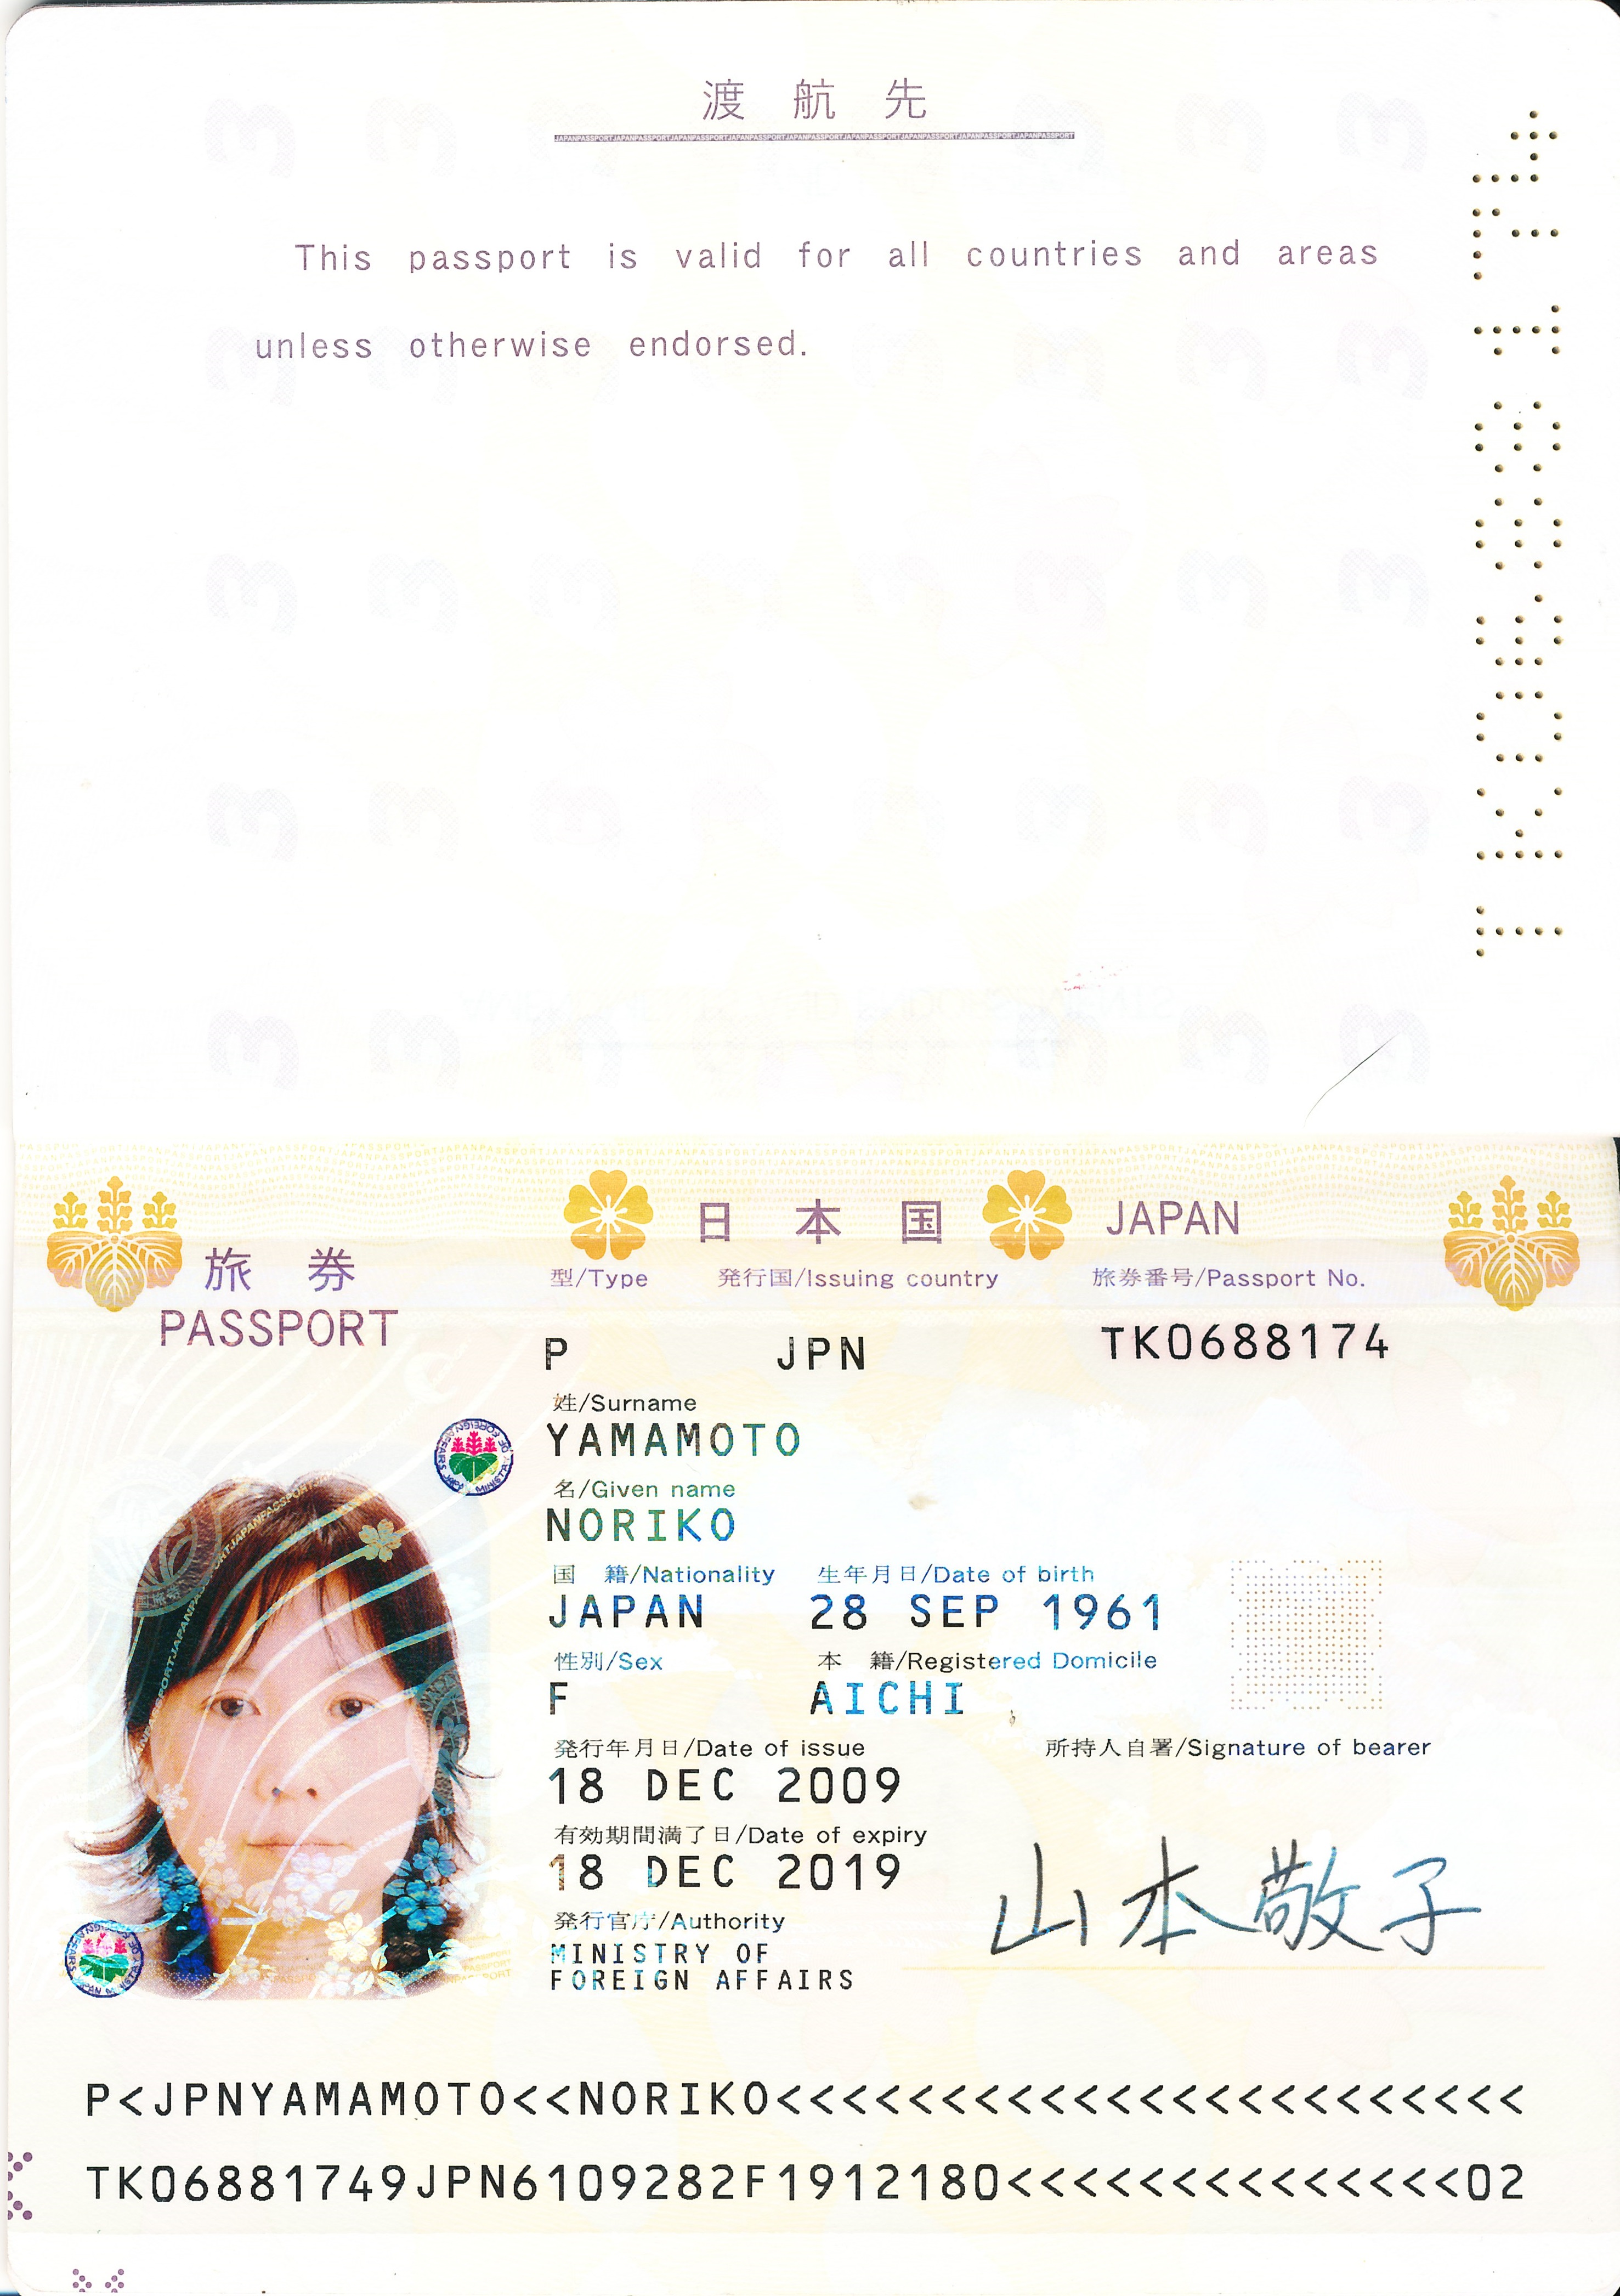 渡航先
This passport is valid for all countries and areas
unless otherwise endorsed.
TK0688174
日本国 JAPAN
旅券
PASSPORT
型/Type 発行国/Issuing country 旅券番号/Passport No.
P JPN TK0688174
姓/Surname
YAMAMOTO
名/Given name
NORIKO
国 籍/Nationality 生年月日/Date of birth
JAPAN 28 SEP 1961
性別/Sex 本 籍/Registered Domicile
F AICHI
発行年月日/Date of issue 所持人自署/Signature of bearer
18 DEC 2009
有効期間満了日/Date of expiry
18 DEC 2019
山本敬子
発行官庁/Authority
MINISTRY OF
FOREIGN AFFAIRS
P<JPNYAMAMOTO<<NORIKO<<<<<<<<<<<<<<<<<<<<<<<
TK06881749JPN6109282F1912180<<<<<<<<<<<<<<02